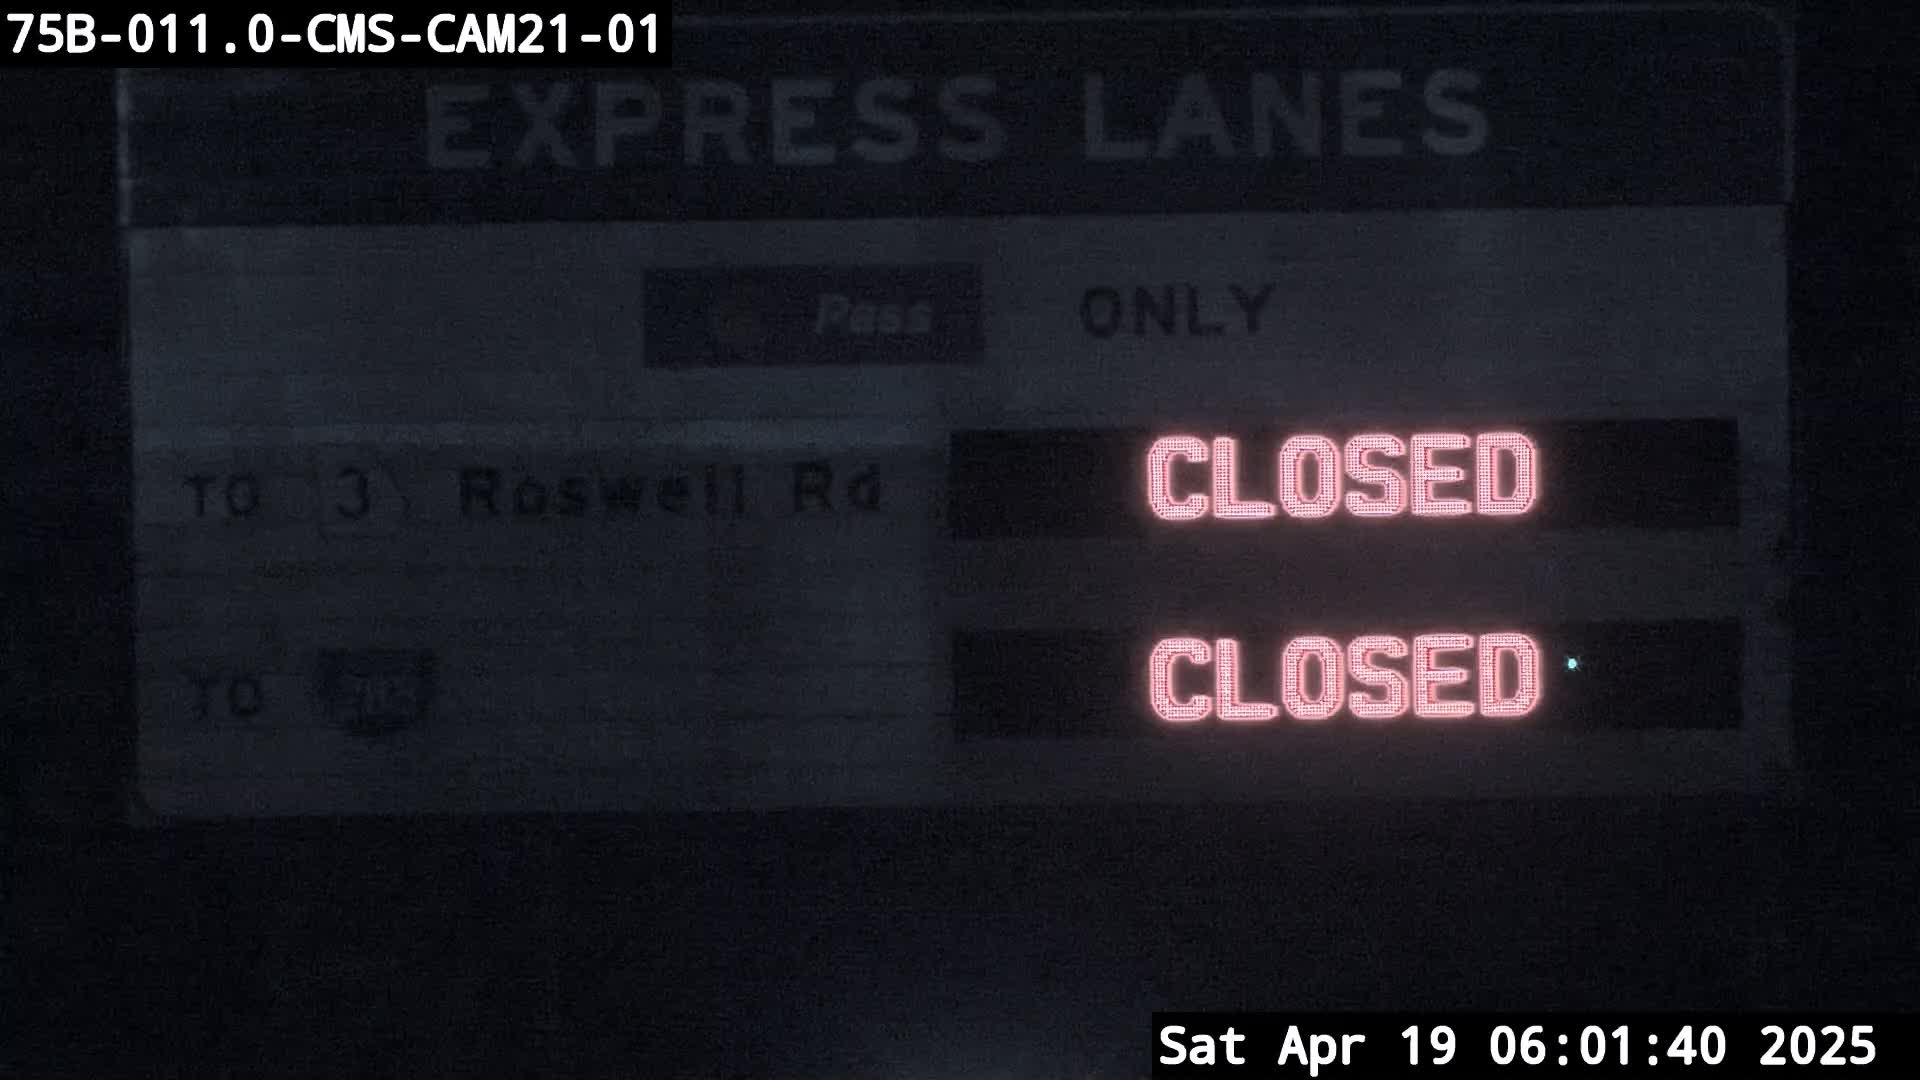 75B-011.0-CMS-CAM21-01
EXPRESS LANES
Pass ONLY
TO 3 Roswell Rd CLOSED
TO CLOSED
Sat Apr 19 06:01:40 2025